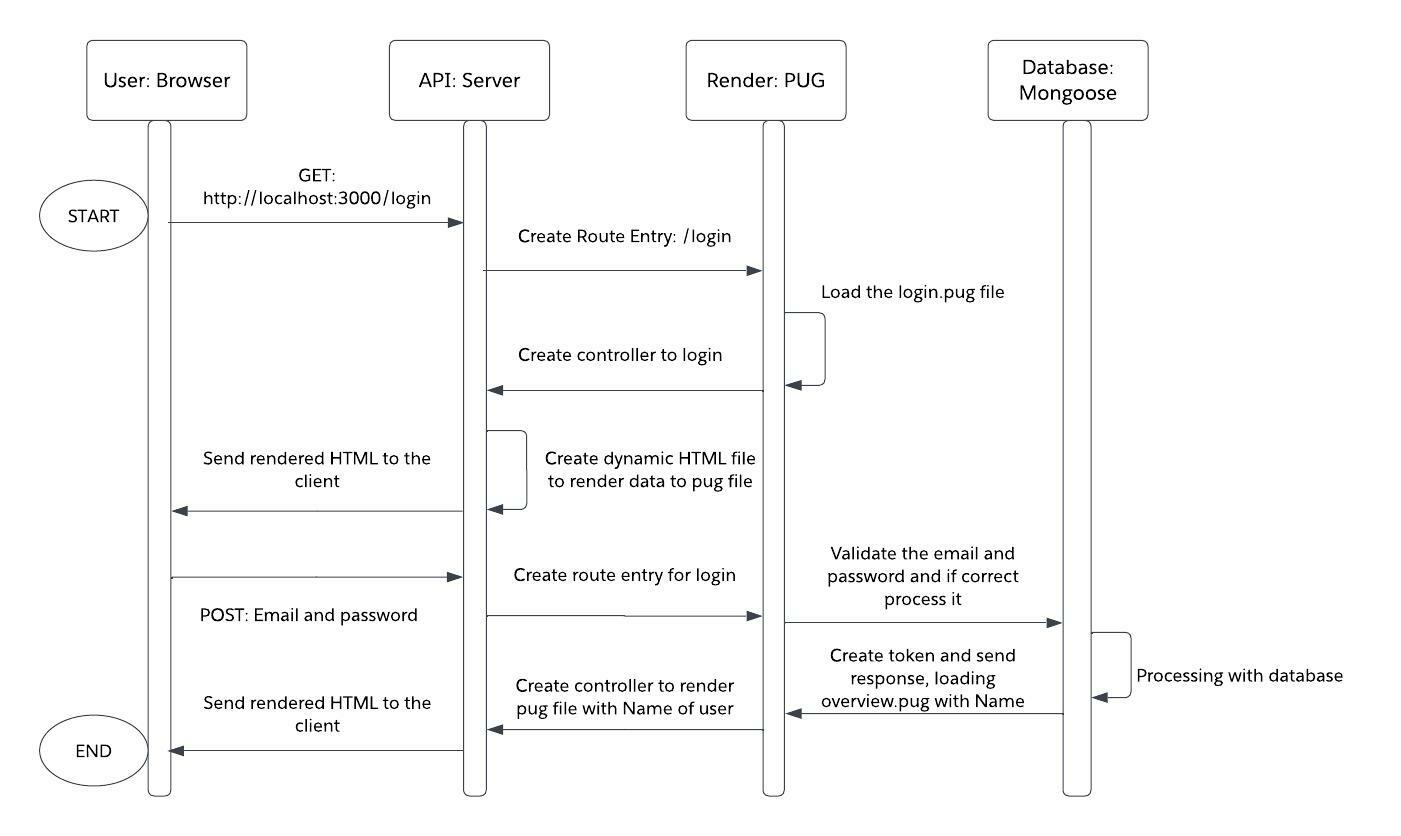 User: Browser
API: Server
Render: PUG
Database:
Mongoose
START
GET:
http://localhost:3000/login
Create Route Entry: /login
Load the login.pug file
Create controller to login
Send rendered HTML to the
client
Create dynamic HTML file
to render data to pug file
POST: Email and password
Create route entry for login
Validate the email and
password and if correct
process it
Processing with database
Create token and send
response, loading
overview.pug with Name
Create controller to render
pug file with Name of user
Send rendered HTML to the
client
END